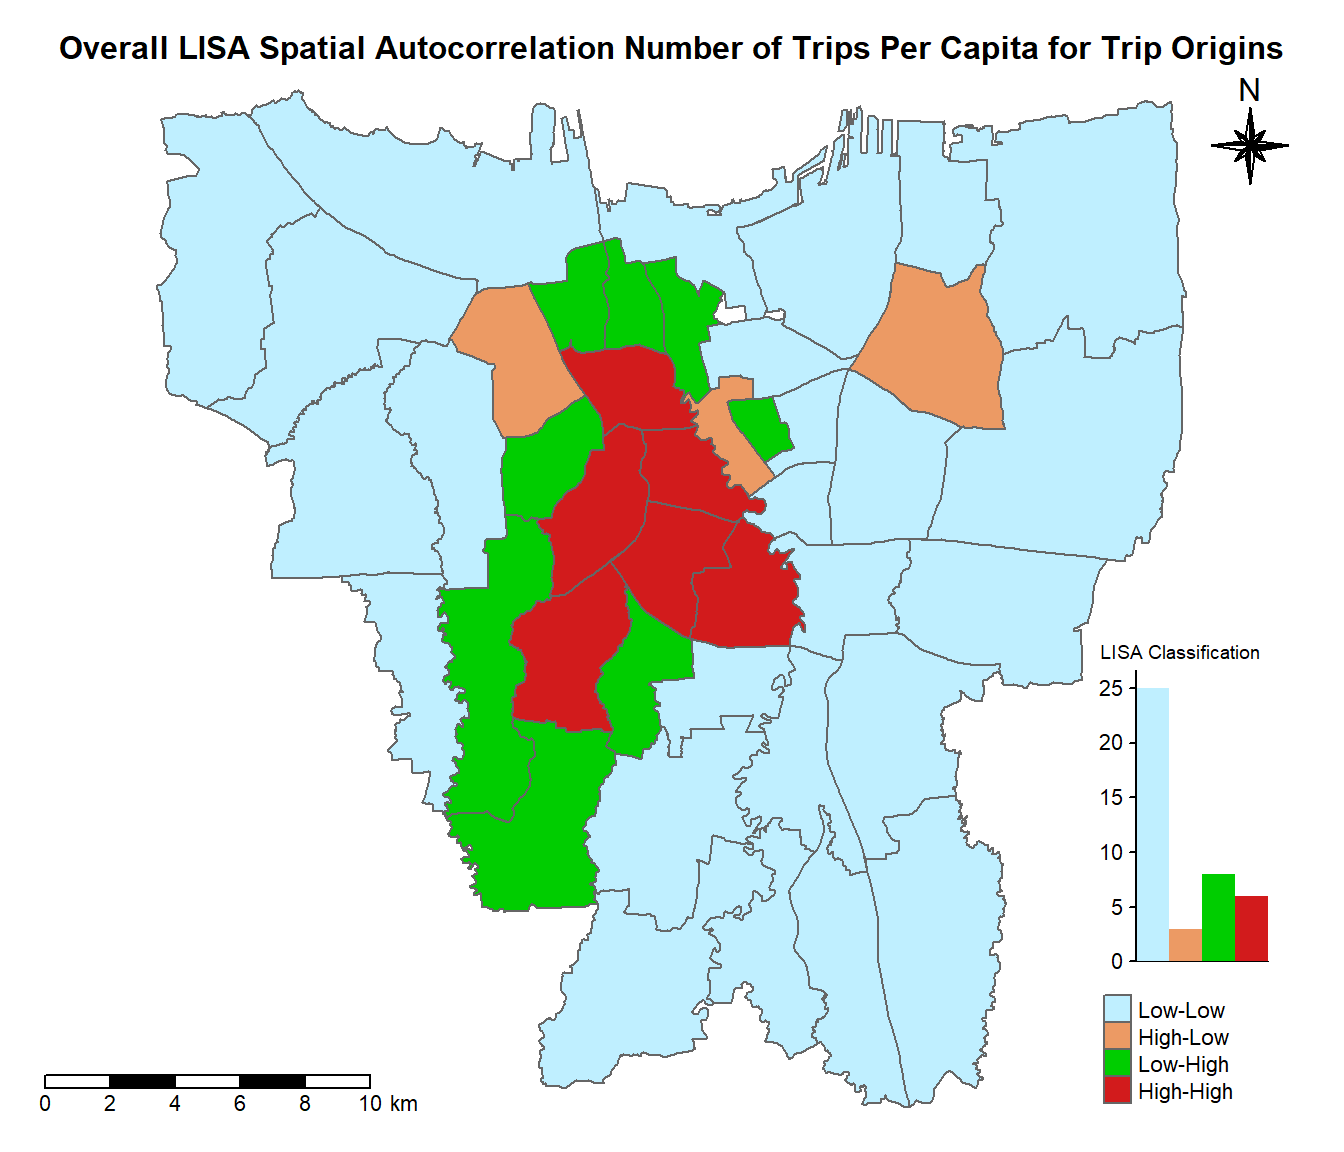 Overall LISA Spatial Autocorrelation Number of Trips Per Capita for Trip Origins
N
LISA Classification
25
20
15
10
5
0
Low-Low
High-Low
Low-High
High-High
0 2 4 6 8 10 km